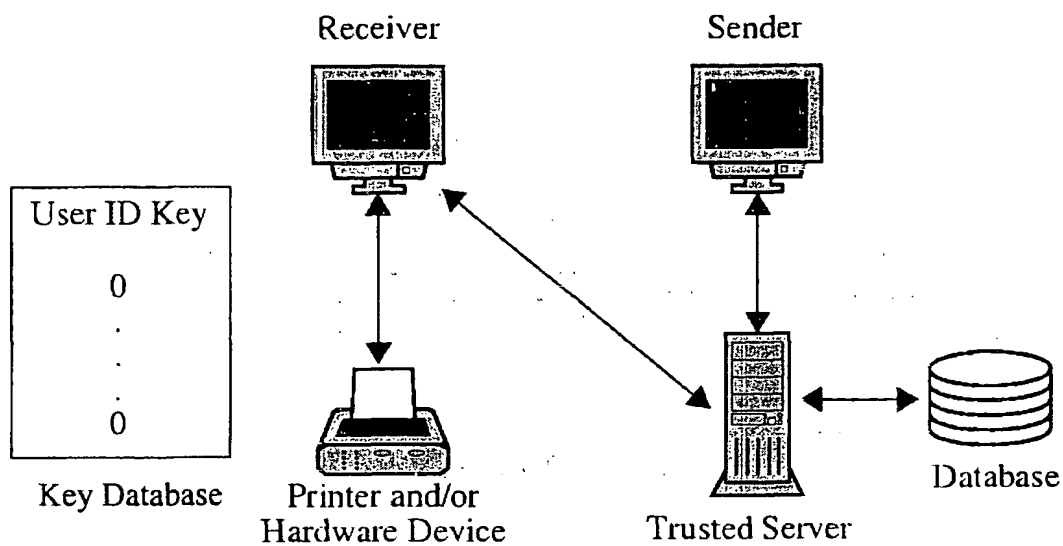 Receiver
Sender
User ID Key
0
.
.
.
0
Key Database
Printer and/or
Hardware Device
Trusted Server
Database